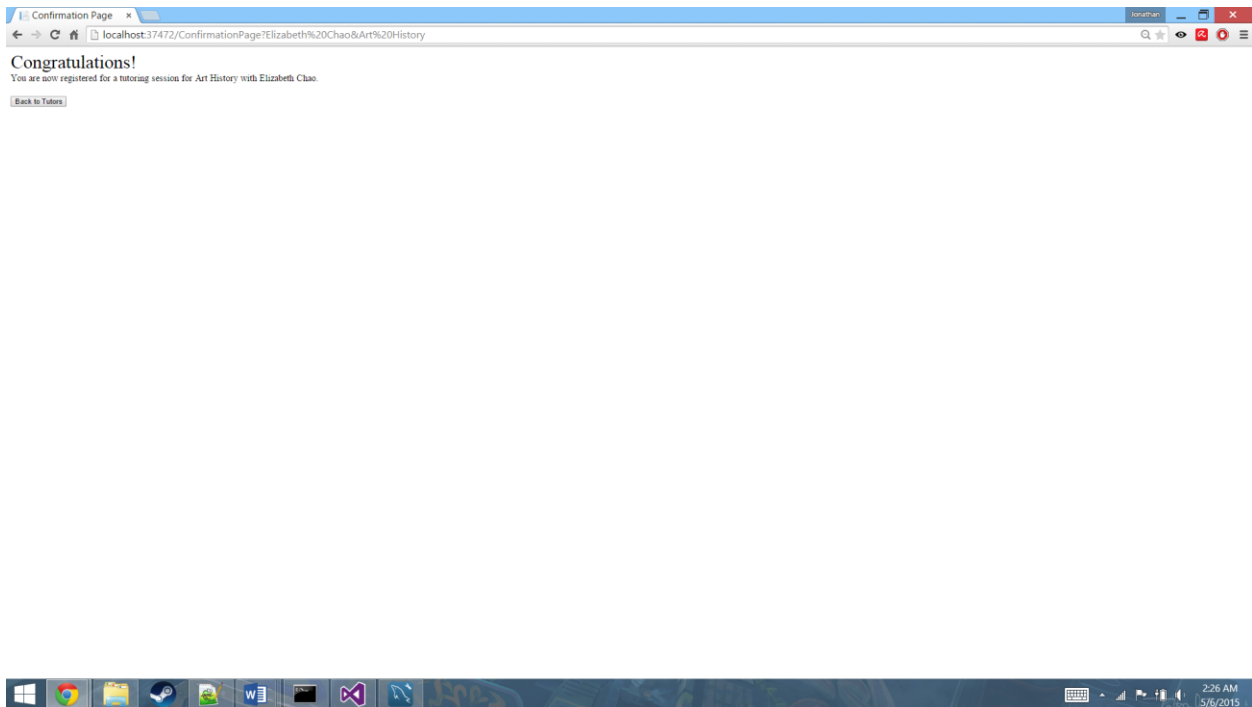 Confirmation Page
Jonathan
localhost:37472/ConfirmationPage?Elizabeth%20Chao&Art%20History
Congratulations!
You are now registered for a tutoring session for Art History with Elizabeth Chao.
Back to Tutors
2:26 AM
5/6/2015